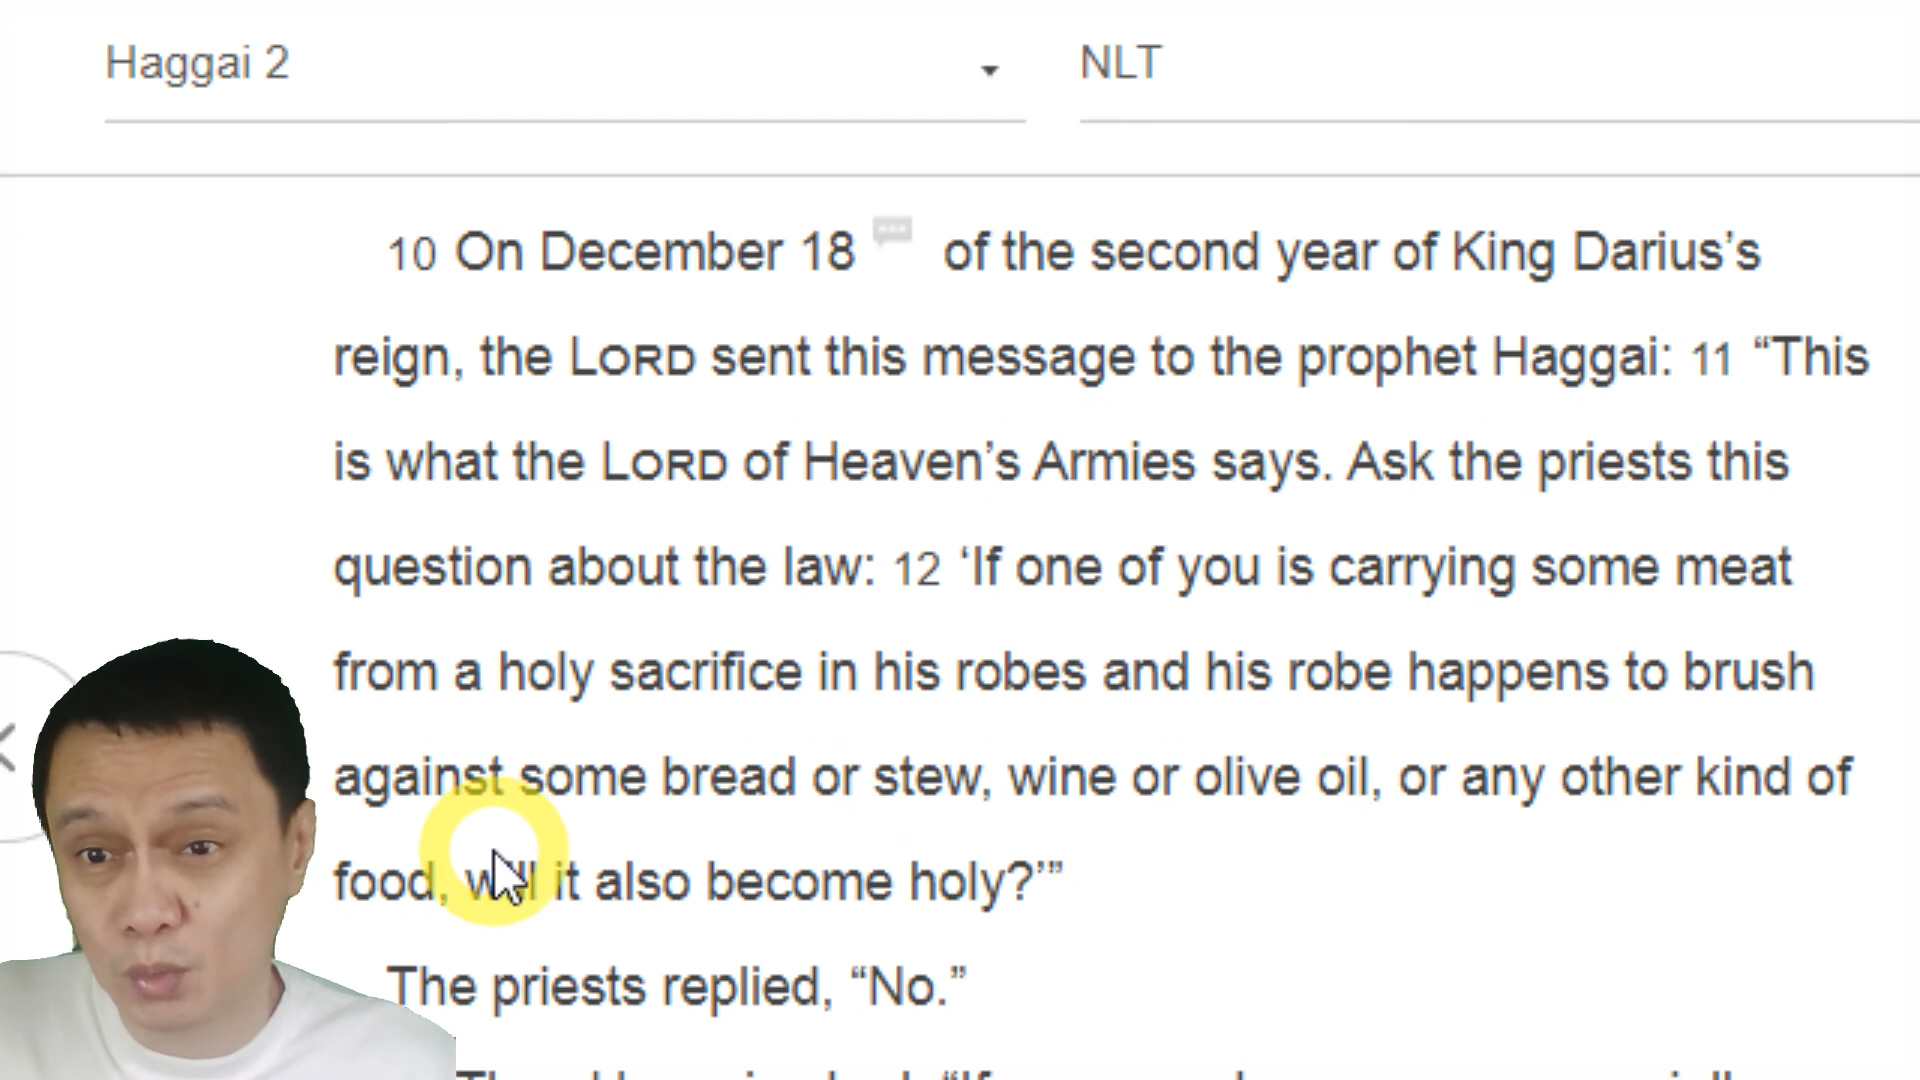 Haggai 2
NLT
10 On December 18 of the second year of King Darius’s
reign, the LORD sent this message to the prophet Haggai: 11 “This
is what the LORD of Heaven’s Armies says. Ask the priests this
question about the law: 12 ‘If one of you is carrying some meat
from a holy sacrifice in his robes and his robe happens to brush
against some bread or stew, wine or olive oil, or any other kind of
food, will it also become holy?’”
The priests replied, “No.”